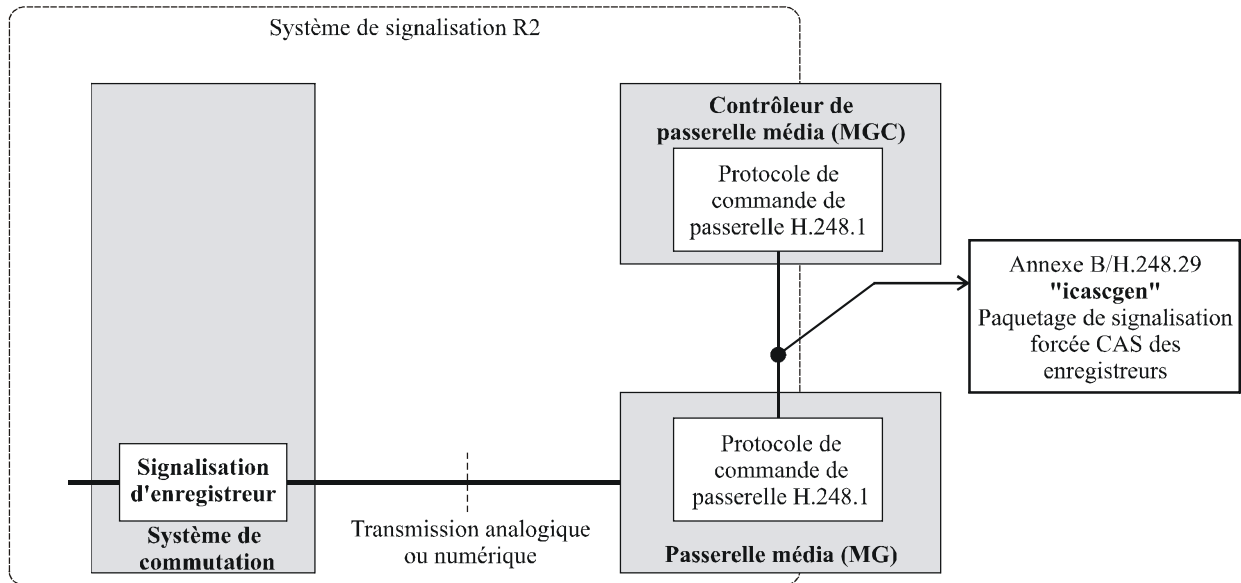 Système de signalisation R2
Contrôleur de
passerelle média (MGC)
Protocole de
commande de
passerelle H.248.1
Annexe B/H.248.29
"icascgen"
Paquetage de signalisation
forcée CAS des
enregistreurs
Signalisation
d'enregistreur
Système de
commutation
Transmission analogique
ou numérique
Protocole de
commande de
passerelle H.248.1
Passerelle média (MG)